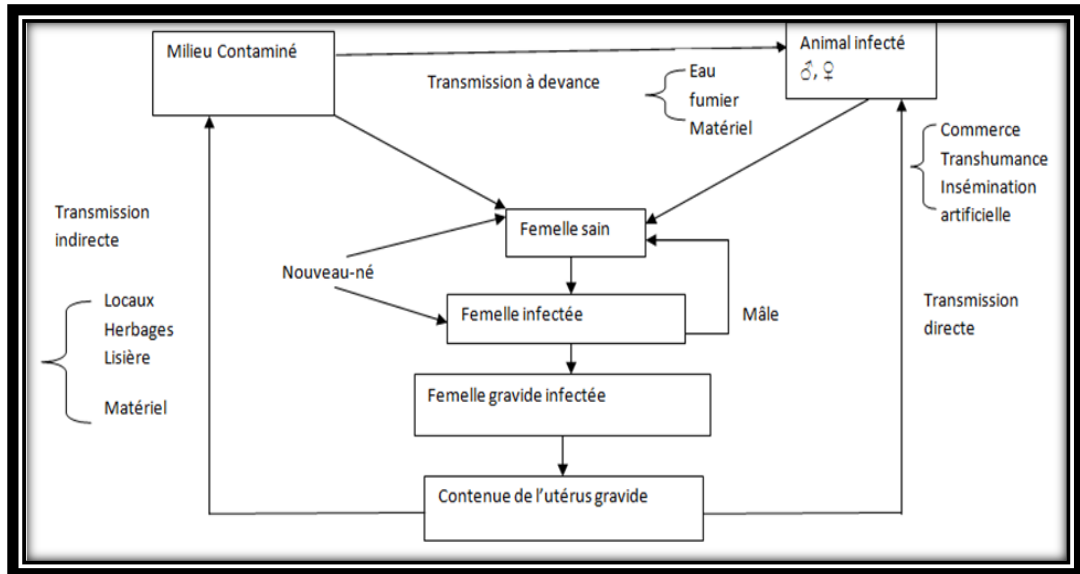 Milieu Contaminé
Animal infecté
♂,♀
Transmission à devance
Eau
fumier
Matériel
Commerce
Transhumance
Insémination
artificielle
Transmission
indirecte
Femelle sain
Nouveau-né
Locaux
Herbages
Lisière
Matériel
Femelle infectée
Mâle
Transmission
directe
Femelle gravide infectée
Contenue de l'utérus gravide